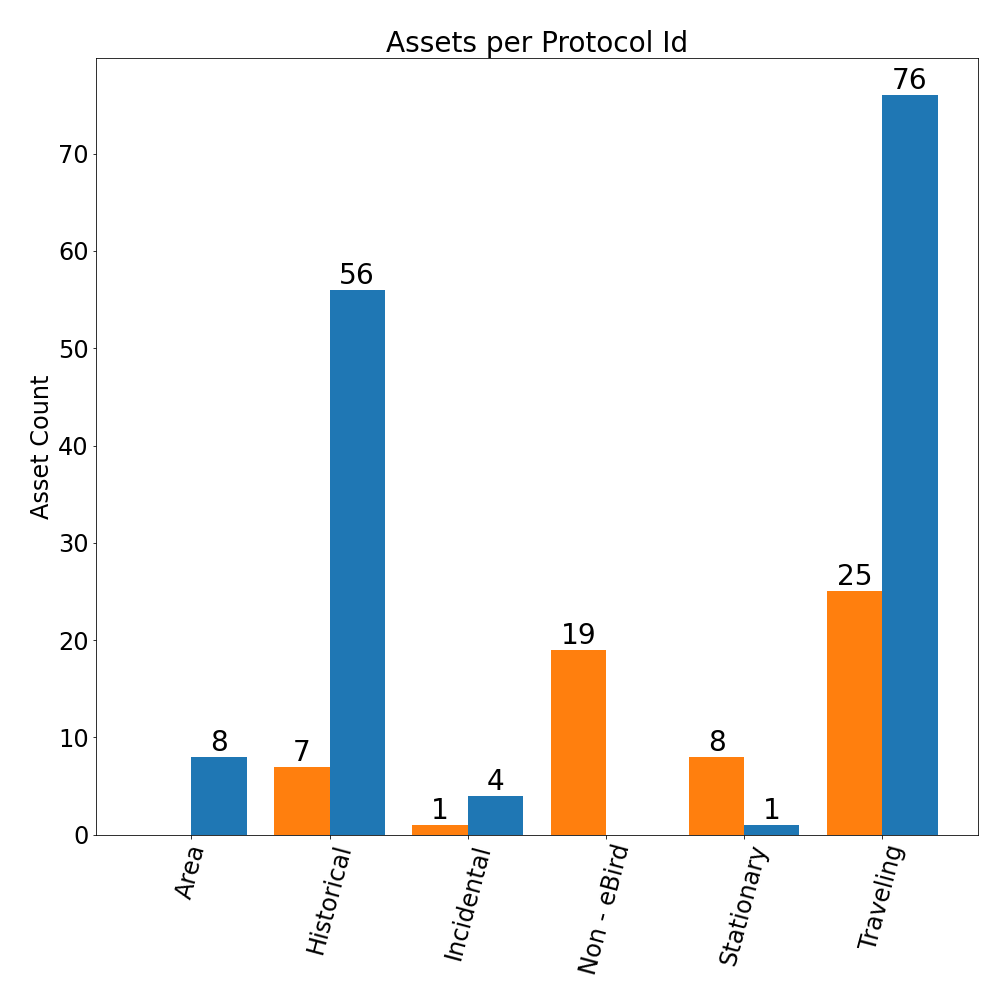 Assets per Protocol Id
76
70
60
56
50
Asset Count
40
30
25
20
19
10
8
7
1
4
8
1
0
Area
Historical
Incidental
Non - eBird
Stationary
Traveling